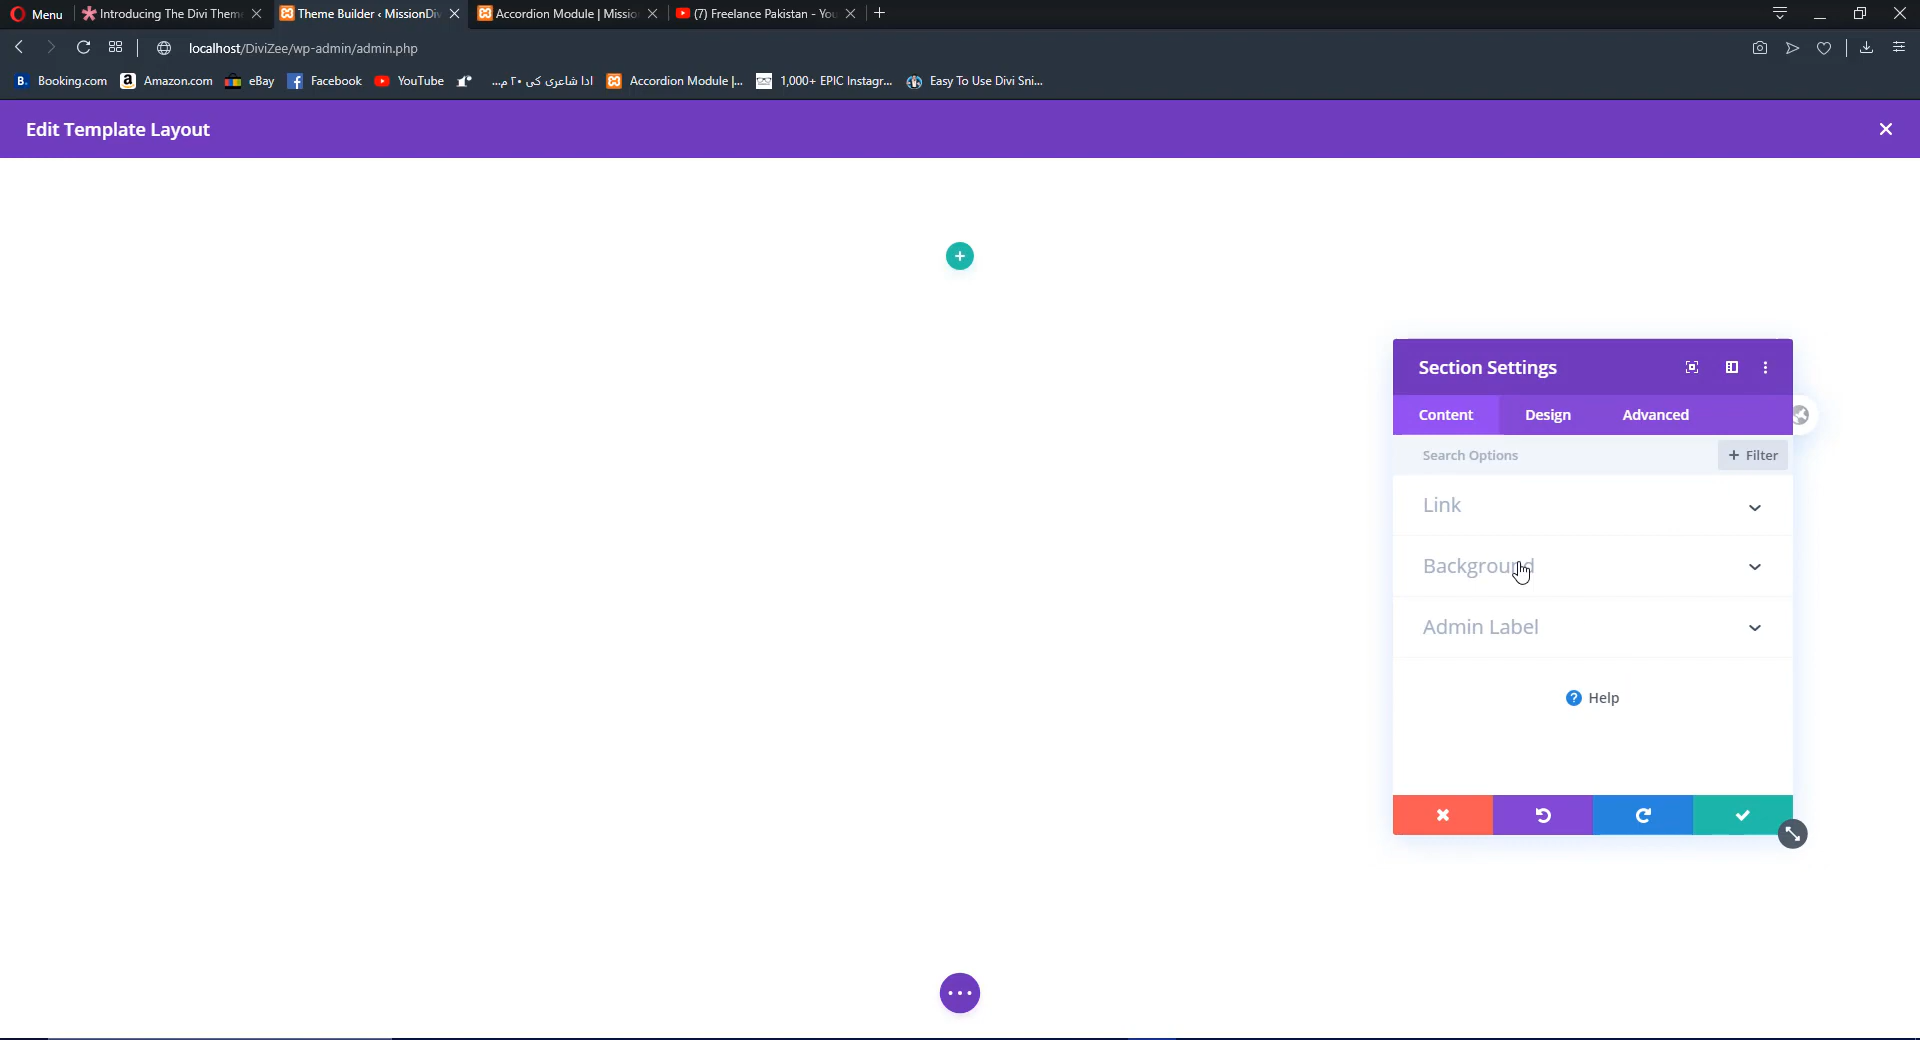 Menu
Introducing The Divi Them
Theme Builder ‹ MissionDiv
Accordion Module | Missio
(7) Freelance Pakistan - You
localhost/DiviZee/wp-admin/admin.php
B. Booking.com
a Amazon.com
eBay
Facebook
YouTube
ادا شاعری کی ۲۰ م...
Accordion Module |...
1,000+ EPIC Instagr...
Easy To Use Divi Sni...
Edit Template Layout
Section Settings
Content Design Advanced
Search Options + Filter
Link
Background
Admin Label
? Help